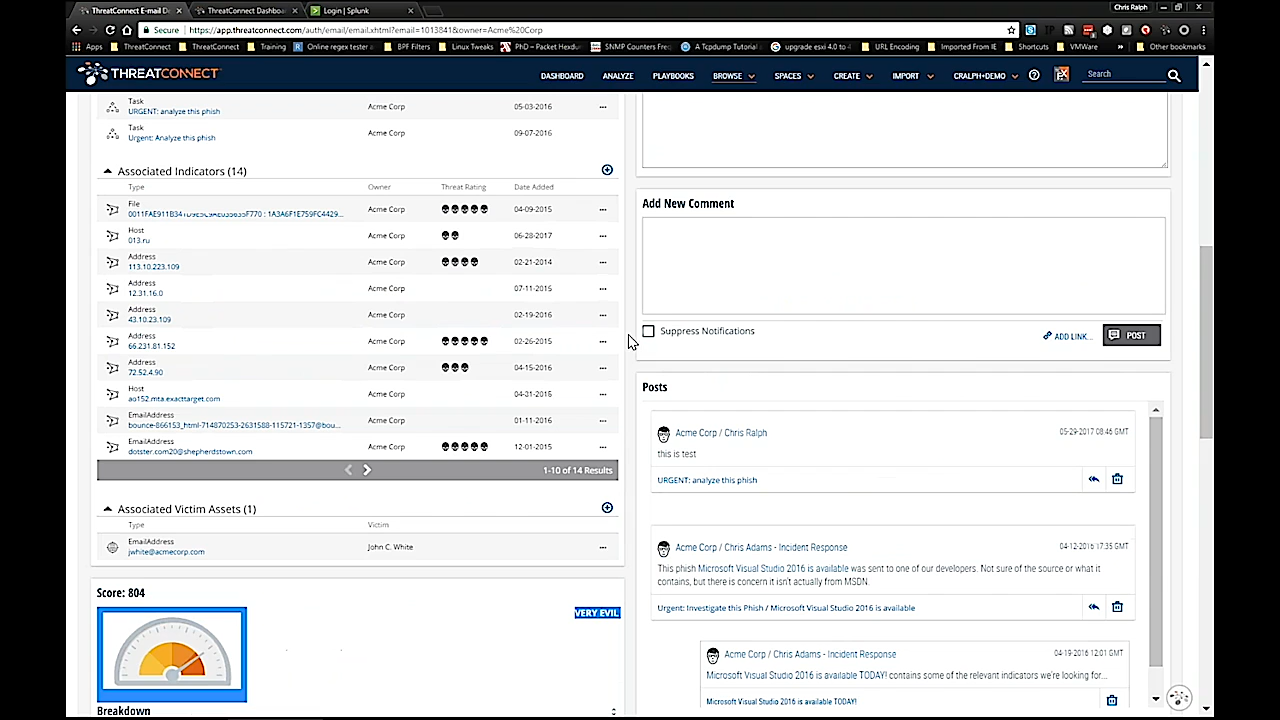 Chris Ralph
ThreatConnect E-mail De
ThreatConnect Dashboa
Login | Splunk
Secure
https://app.threatconnect.com/auth/email/email.xhtml?email=1013841&owner=Acme%20Corp
Apps
ThreatConnect
ThreatConnect
Training
Online regex tester
BPF Filters
Linux Tweaks
PhD – Packet Hexdum
SNMP Counters Freq
A Tcpdump Tutorial
upgrade esxi 4.0 to 4
URL Encoding
Imported From IE
Shortcuts
VMWare
Other bookmarks
THREATCONNECT
DASHBOARD
ANALYZE
PLAYBOOKS
BROWSE
SPACES
CREATE
IMPORT
CRALPH+DEMO
Search
Task
URGENT: analyze this phish
Acme Corp
05-03-2016
Task
Urgent: Analyze this phish
Acme Corp
09-07-2016
Associated Indicators (14)
Type Owner Threat Rating Date Added
File
Acme Corp
04-09-2015
Host
013.ru
Acme Corp
06-28-2017
Address
113.10.223.109
Acme Corp
02-21-2014
Address
12.31.16.0
07-11-2016
Acme Corp
Address
43.10.23.109
Acme Corp
02-19-2016
Address
66.231.81.152
Acme Corp
02-26-2015
Address
72.52.4.90
Acme Corp
04-15-2016
Host
ao152.mta.exacttarget.com
Acme Corp
04-31-2015
EmailAddress
bounce-866153_html-714870253-2631588-115721-1357@bou...
Acme Corp
01-11-2016
EmailAddress
dotster.com20@shepherdstown.com
Acme Corp
12-01-2015
1-10 of 14 Results
Associated Victim Assets (1)
Type Victim
EmailAddress
jwhite@acmecorp.com
John C. White
Score: 804
VERY EVIL
Breakdown
Add New Comment
Suppress Notifications
ADD LINK...
POST
Posts
Acme Corp / Chris Ralph
05-29-2017 08:46 GMT
this is test
URGENT: analyze this phish
Acme Corp / Chris Adams - Incident Response
04-12-2016 17:35 GMT
This phish Microsoft Visual Studio 2016 is available was sent to one of our developers. Not sure of the source or what it
contains, but there is concern it isn't actually from MSDN.
Urgent: Investigate this Phish / Microsoft Visual Studio 2016 is available
Acme Corp / Chris Adams - Incident Response
04-19-2016 12:01 GMT
Microsoft Visual Studio 2016 is available TODAY! contains some of the relevant indicators we're looking for...
Microsoft Visual Studio 2016 is available TODAY!